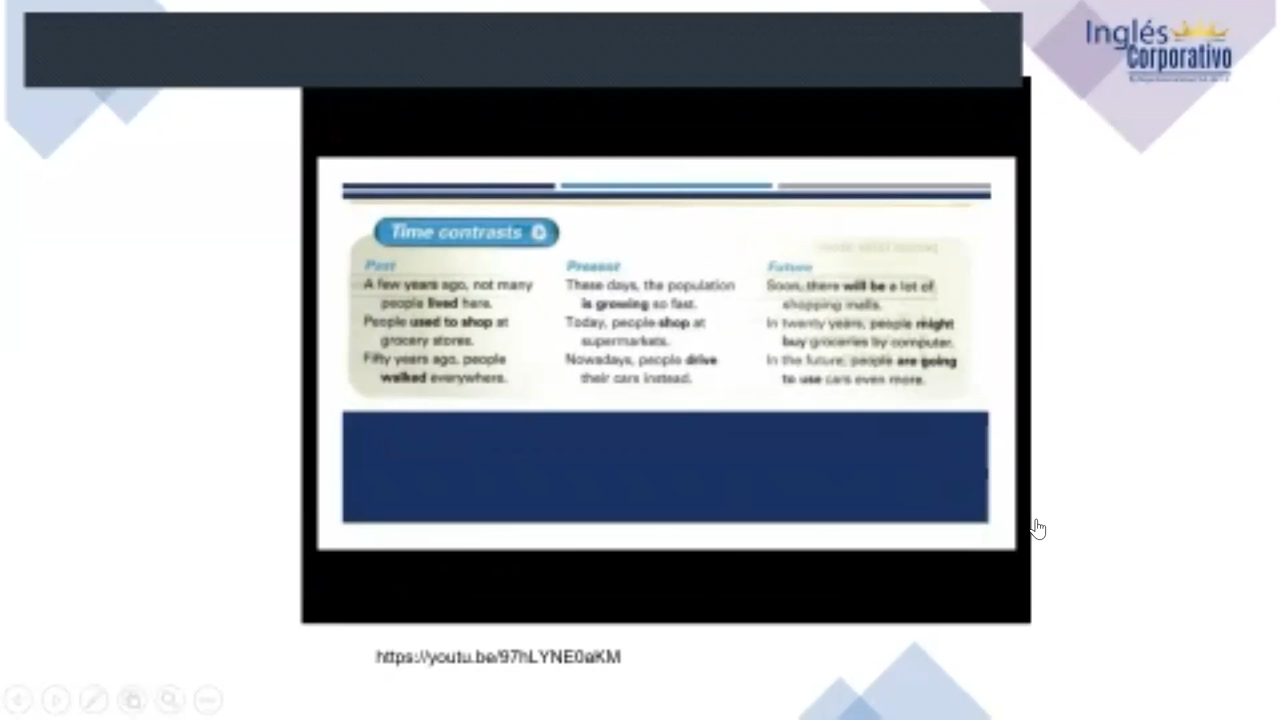 Inglés
Corporativo
Time contrasts
Past
A few years ago, not many
people lived here.
People used to shop at
grocery stores.
Fifty years ago, people
walked everywhere.
Present
These days, the population
is growing so fast.
Today, people shop at
supermarkets.
Nowadays, people drive
their cars instead.
Future
Soon, there will be a lot of
shopping malls.
In twenty years, people might
buy groceries by computer.
In the future, people are going
to use cars even more.
https://youtu.be/97hLYNE0aKM